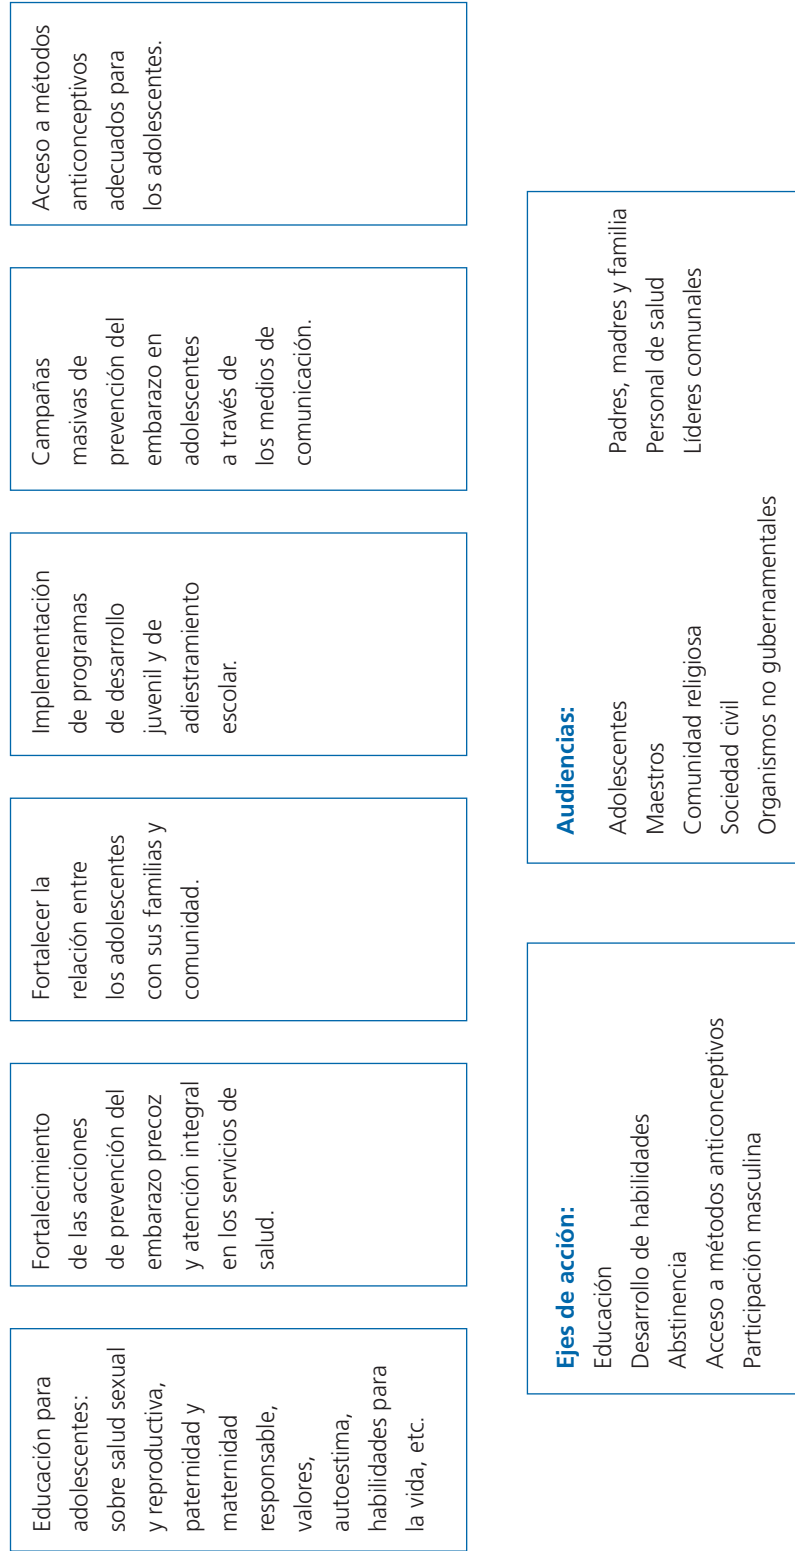 Educación para
adolescentes:
sobre salud sexual
y reproductiva,
paternidad y
maternidad
responsable,
valores,
autoestima,
habilidades para
la vida, etc.
Fortalecimiento
de las acciones
de prevención del
embarazo precoz
y atención integral
en los servicios de
salud.
Fortalecer la
relación entre
los adolescentes
con sus familias y
comunidad.
Implementación
de programas
de desarrollo
juvenil y de
adiestramiento
escolar.
Campañas
masivas de
prevención del
embarazo en
adolescentes
a través de
los medios de
comunicación.
Acceso a métodos
anticonceptivos
adecuados para
los adolescentes.
Ejes de acción:
Educación
Desarrollo de habilidades
Abstinencia
Acceso a métodos anticonceptivos
Participación masculina
Audiencias:
Adolescentes
Maestros
Comunidad religiosa
Sociedad civil
Organismos no gubernamentales
Padres, madres y familia
Personal de salud
Líderes comunales